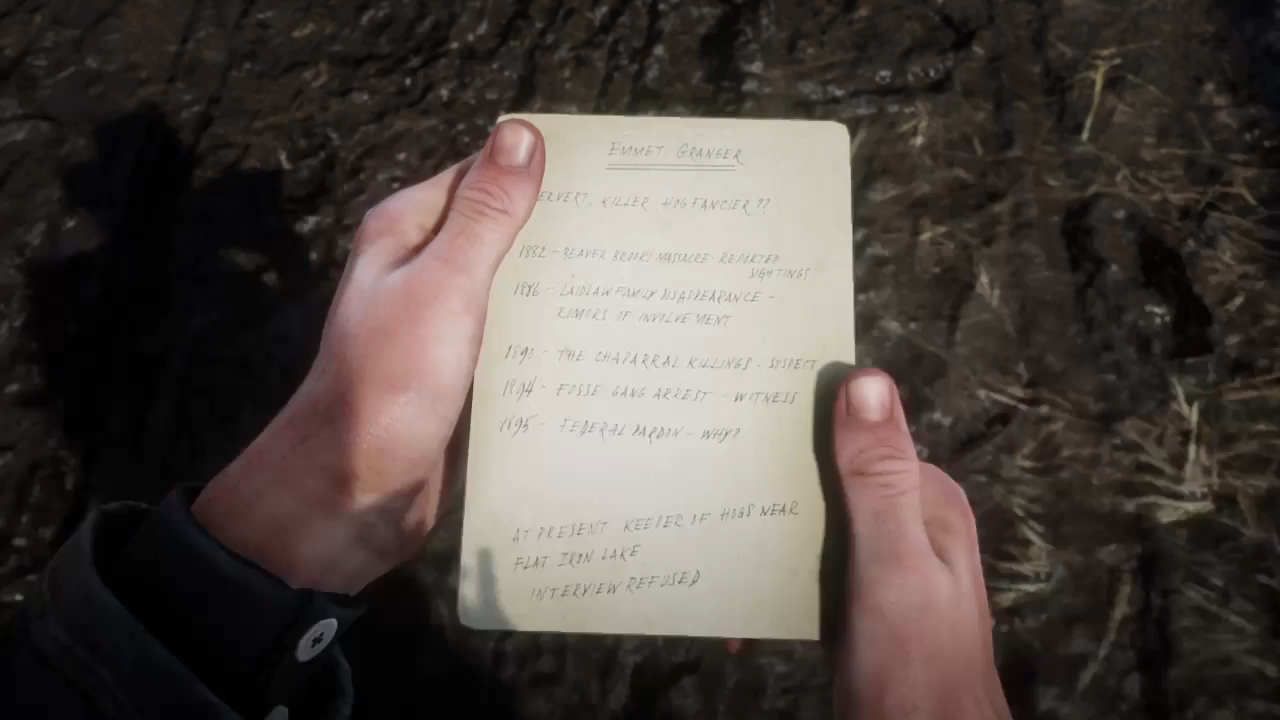 EMMET GRANGER
ERVERT, KILLER, HOG FANCIER ??
1882 - BEAVER BROOK MASSACRE - REPORTED
SIGHTINGS
1886 - LAIDLAW FAMILY DISAPPEARANCE -
RUMORS OF INVOLVEMENT
THE CHAPARRAL KILLINGS - SUSPECT
1894 - FOSSE GANG ARREST - WITNESS
1895 - FEDERAL PARDON - WHY?
AT PRESENT KEEPER OF HOGS NEAR
FLAT IRON LAKE
INTERVIEW REFUSED